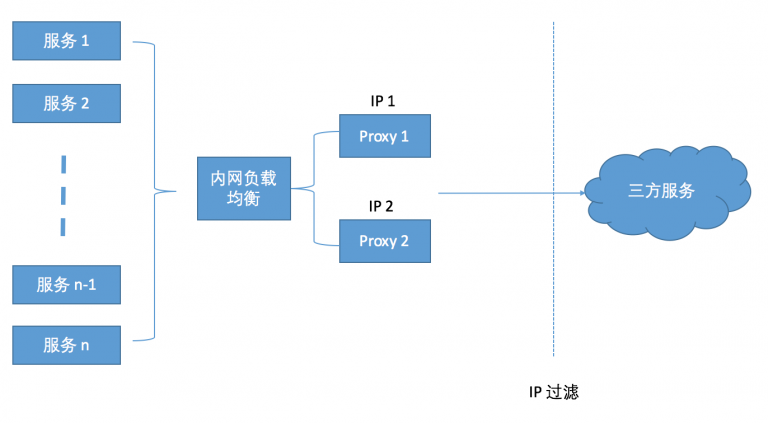 服务 1
服务 2
服务 n-1
服务 n
内网负载
均衡
IP 1
Proxy 1
IP 2
Proxy 2
三方服务
IP 过滤